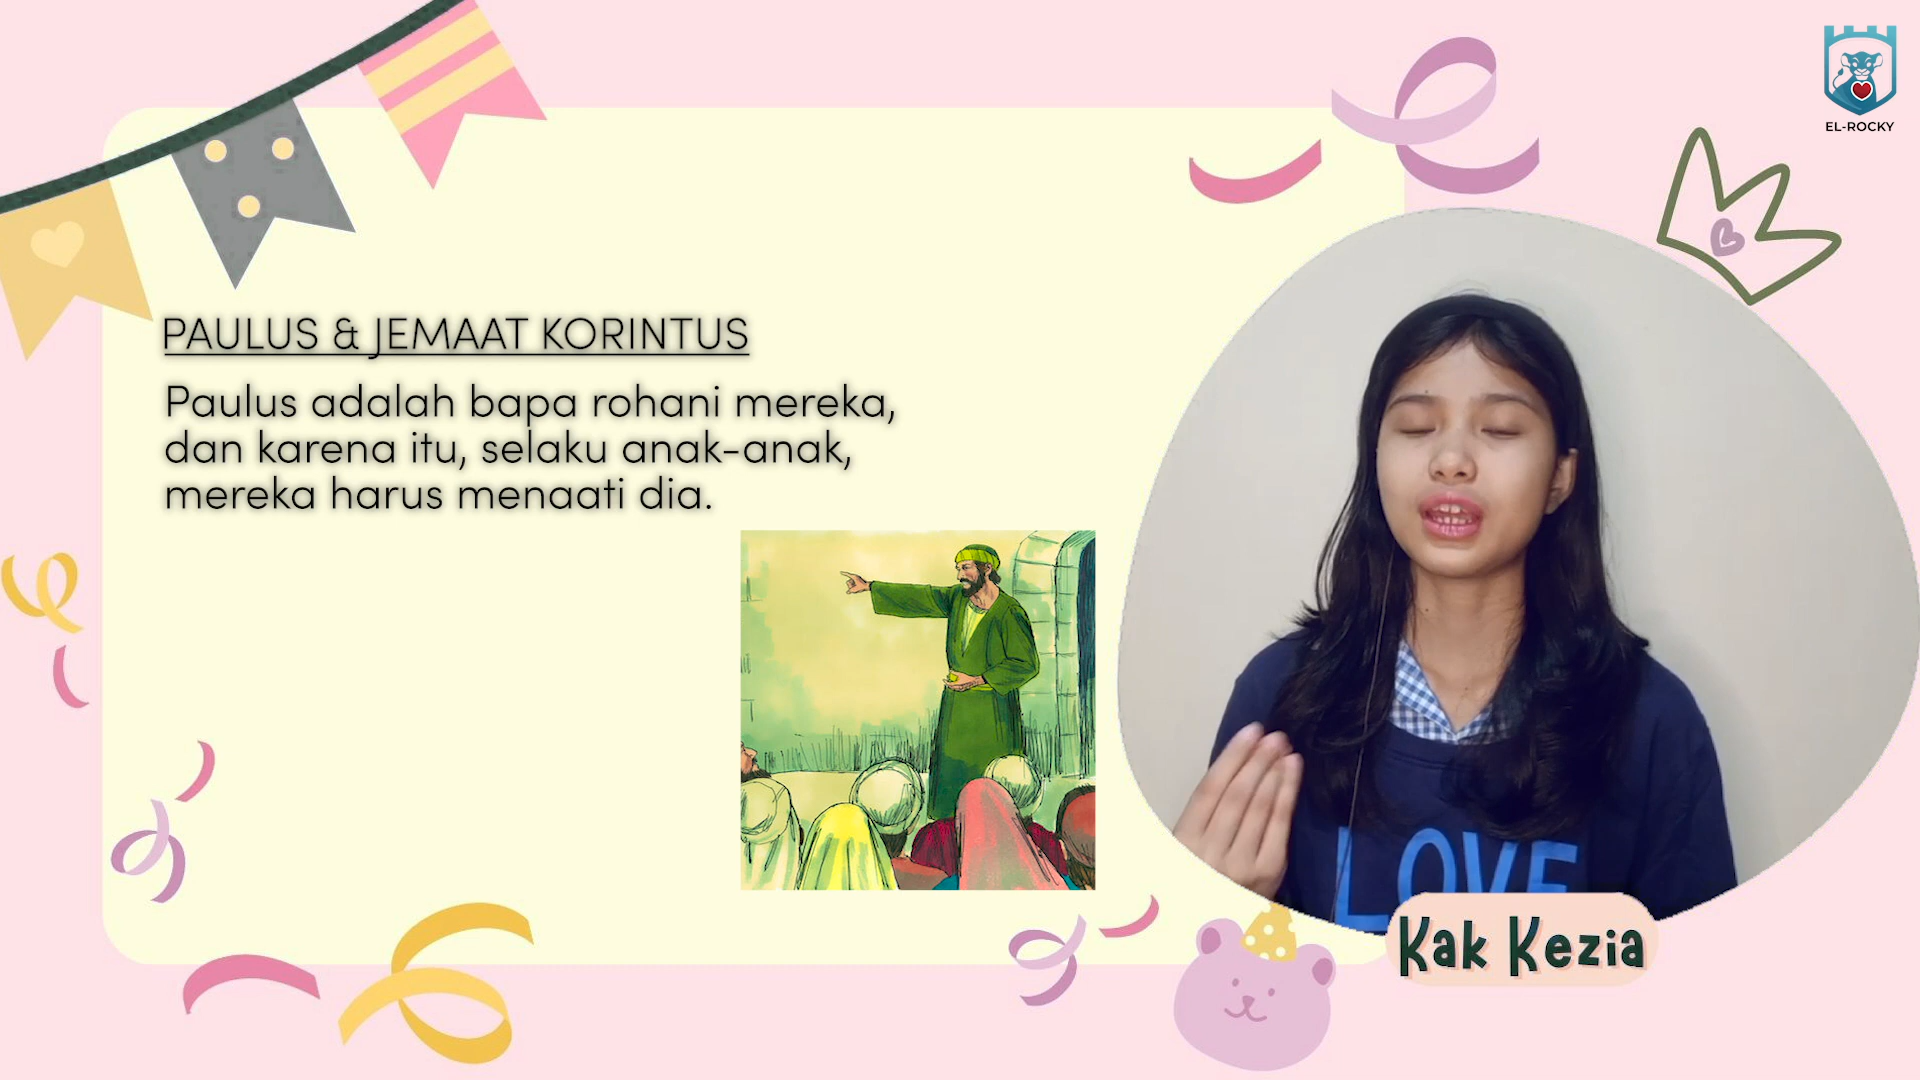 EL-ROCKY
PAULUS & JEMAAT KORINTUS
Paulus adalah bapa rohani mereka,
dan karena itu, selaku anak-anak,
mereka harus menaati dia.
LOVE
Kak Kezia